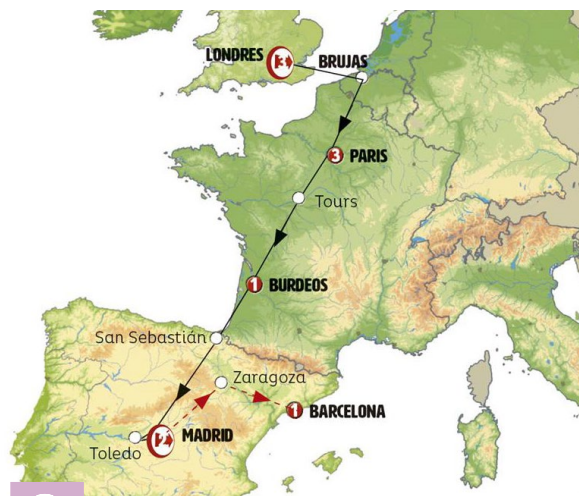 LONDRES
3
BRUJAS
3
PARIS
Tours
1
BURDEOS
San Sebastián
Zaragoza
1
BARCELONA
2
MADRID
Toledo